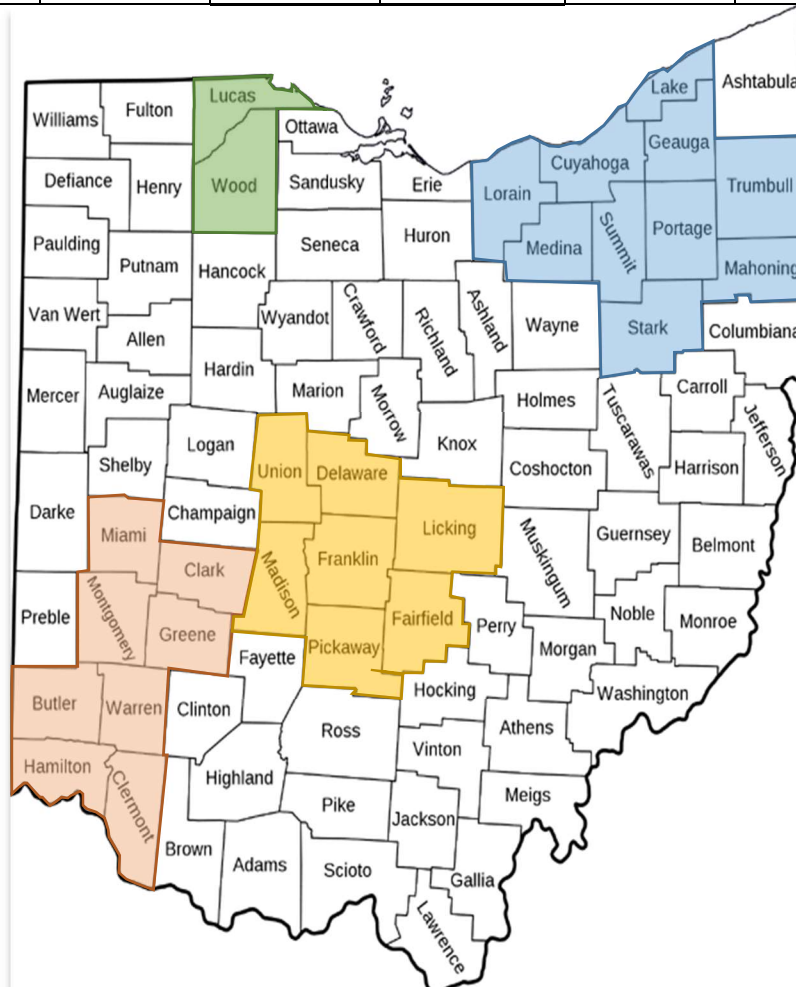 Ashtabula
Lake
Lucas
Fulton
Williams
Ottawa
Geauga
Cuyahoga
Defiance
Henry
Wood
Sandusky
Erie
Lorain
Trumbull
Paulding
Seneca
Huron
Medina
Summit
Portage
Putnam
Hancock
Mahoning
Van Wert
Allen
Wyandot
Crawford
Richland
Ashland
Wayne
Stark
Columbiana
Mercer
Auglaize
Hardin
Marion
Morrow
Holmes
Tuscarawas
Carroll
Jefferson
Logan
Knox
Shelby
Union
Delaware
Coshocton
Harrison
Darke
Champaign
Licking
Miami
Muskingum
Guernsey
Belmont
Clark
Madison
Franklin
Preble
Montgomery
Greene
Fairfield
Perry
Noble
Monroe
Fayette
Pickaway
Morgan
Butler
Warren
Clinton
Hocking
Washington
Ross
Athens
Hamilton
Clermont
Highland
Vinton
Pike
Jackson
Meigs
Brown
Adams
Scioto
Gallia
Lawrence